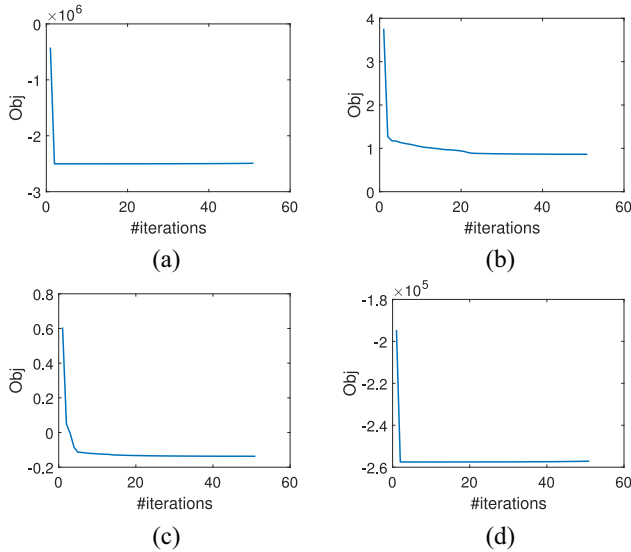 ×10^6
0
-1
-2
-3
Obj
0 20 40 60
#iterations
(a)
4
3
2
1
0
Obj
0 20 40 60
#iterations
(b)
0.8
0.6
0.4
0.2
0
-0.2
Obj
0 20 40 60
#iterations
(c)
×10^5
-1.8
-2
-2.2
-2.4
-2.6
Obj
0 20 40 60
#iterations
(d)